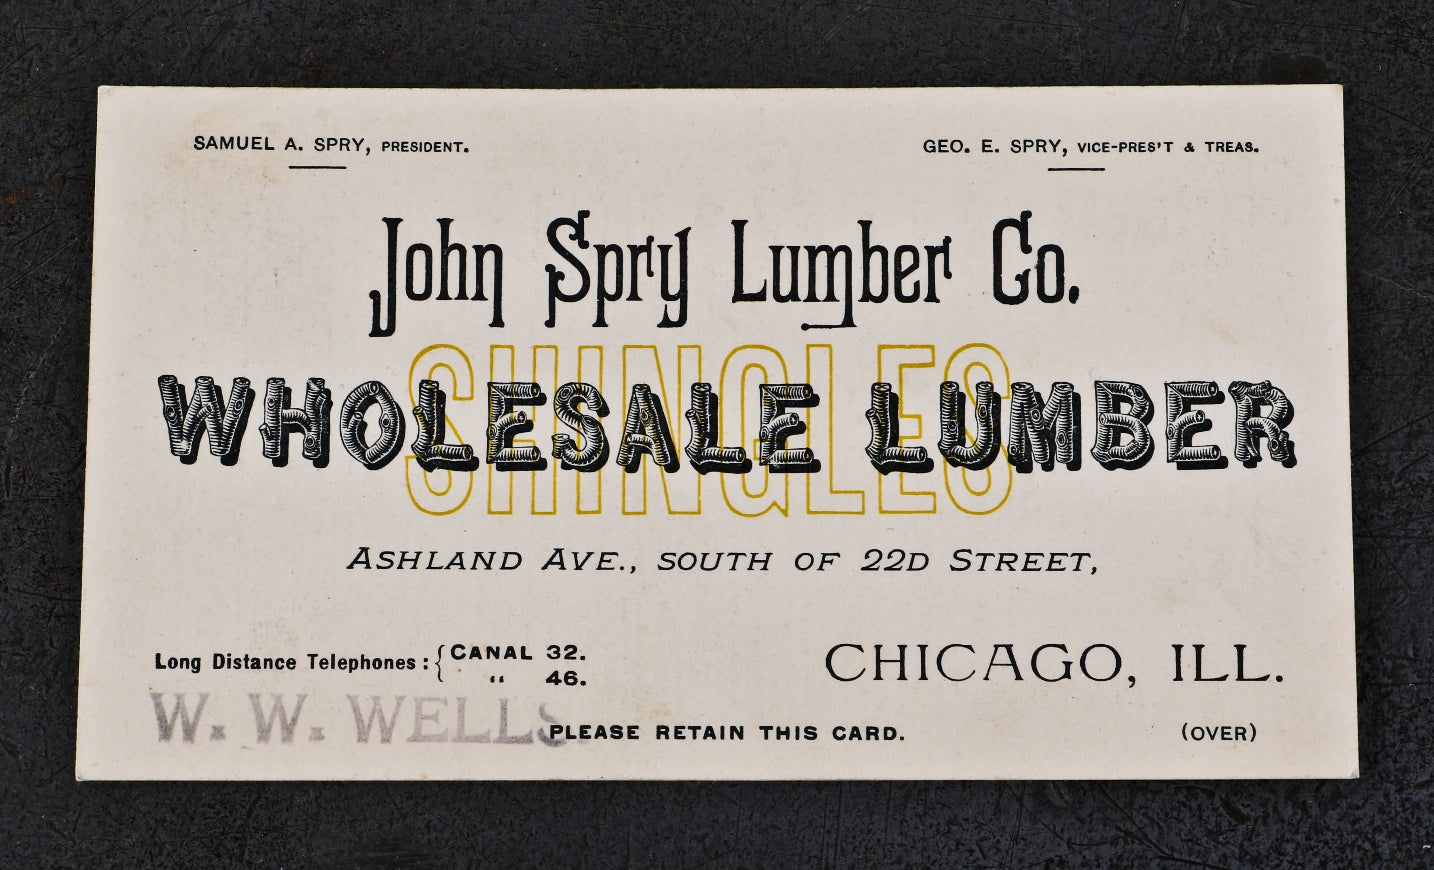 SAMUEL A. SPRY, PRESIDENT.
GEO. E. SPRY, VICE-PRES'T & TREAS.
John Spry Lumber Co.
SHINGLES
WHOLESALE LUMBER
ASHLAND AVE., SOUTH OF 22D STREET,
Long Distance Telephones: { CANAL 32.
" 46.
CHICAGO, ILL.
W. W. WELLS
PLEASE RETAIN THIS CARD.
(OVER)